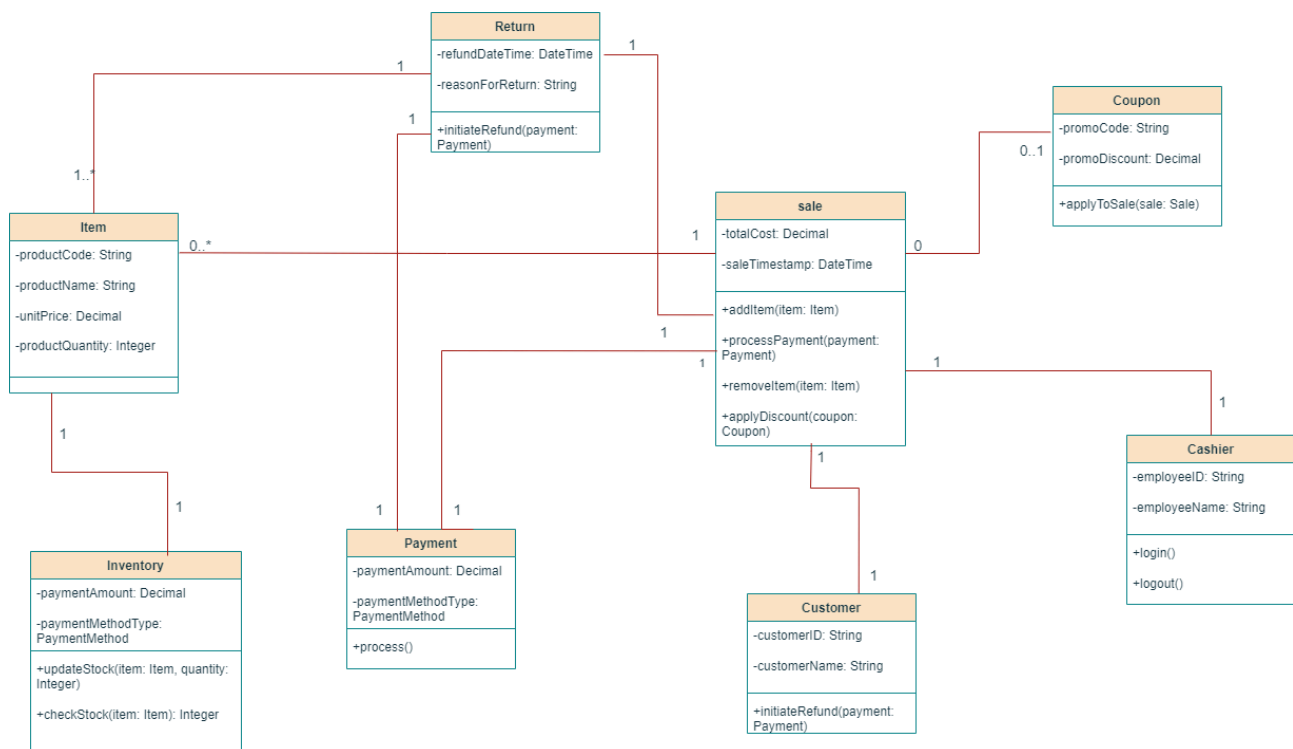 Return
-refundDateTime: DateTime
-reasonForReturn: String
+initiateRefund(payment:
Payment)
1
1
1
1..*
Coupon
-promoCode: String
-promoDiscount: Decimal
+applyToSale(sale: Sale)
0..1
Item
-productCode: String
-productName: String
-unitPrice: Decimal
-productQuantity: Integer
0..*
1
sale
-totalCost: Decimal
-saleTimestamp: DateTime
+addItem(item: Item)
+processPayment(payment:
Payment)
+removeItem(item: Item)
+applyDiscount(coupon:
Coupon)
0
1
1
1
1
1
Cashier
-employeeID: String
-employeeName: String
+login()
+logout()
1
1
Inventory
-paymentAmount: Decimal
-paymentMethodType:
PaymentMethod
+updateStock(item: Item, quantity:
Integer)
+checkStock(item: Item): Integer
1
1
Payment
-paymentAmount: Decimal
-paymentMethodType:
PaymentMethod
+process()
1
Customer
-customerID: String
-customerName: String
+initiateRefund(payment:
Payment)